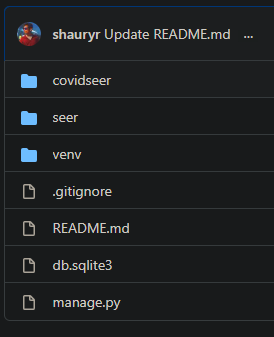 shauryr Update README.md ...
covidseer
seer
venv
.gitignore
README.md
db.sqlite3
manage.py